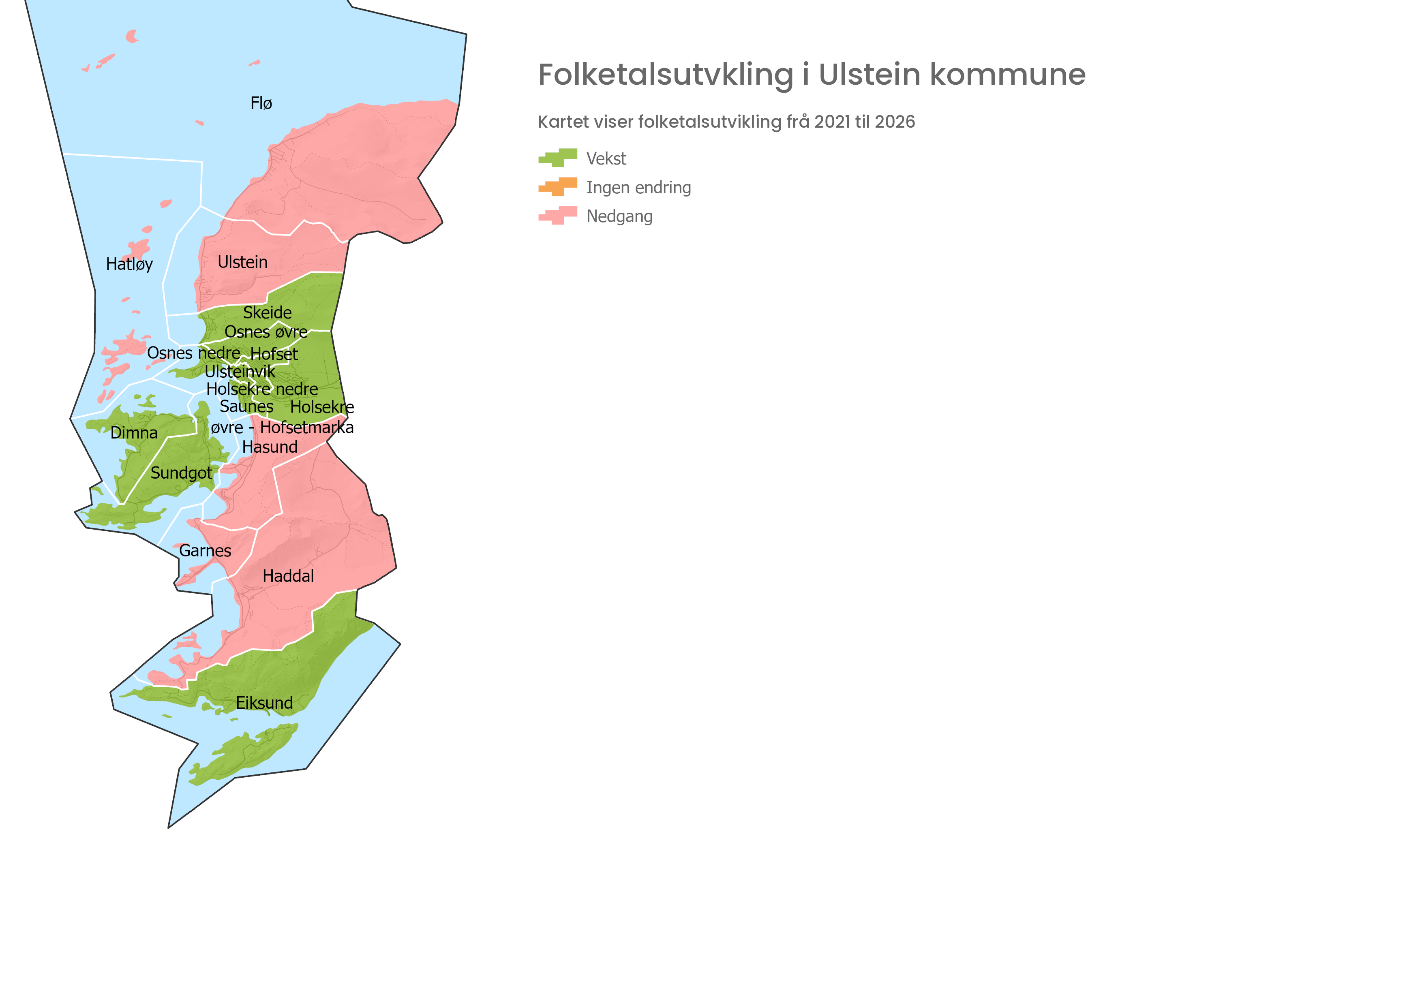 Folketalsutvkling i Ulstein kommune
Kartet viser folketalsutvikling frå 2021 til 2026
Vekst
Ingen endring
Nedgang
Flø
Hatløy
Ulstein
Skeide
Osnes øvre
Osnes nedre
Hofset
Ulsteinvik
Holsekre nedre
Saunes
Holsekre
øvre - Hofsetmarka
Hasund
Dimna
Sundgot
Garnes
Haddal
Eiksund